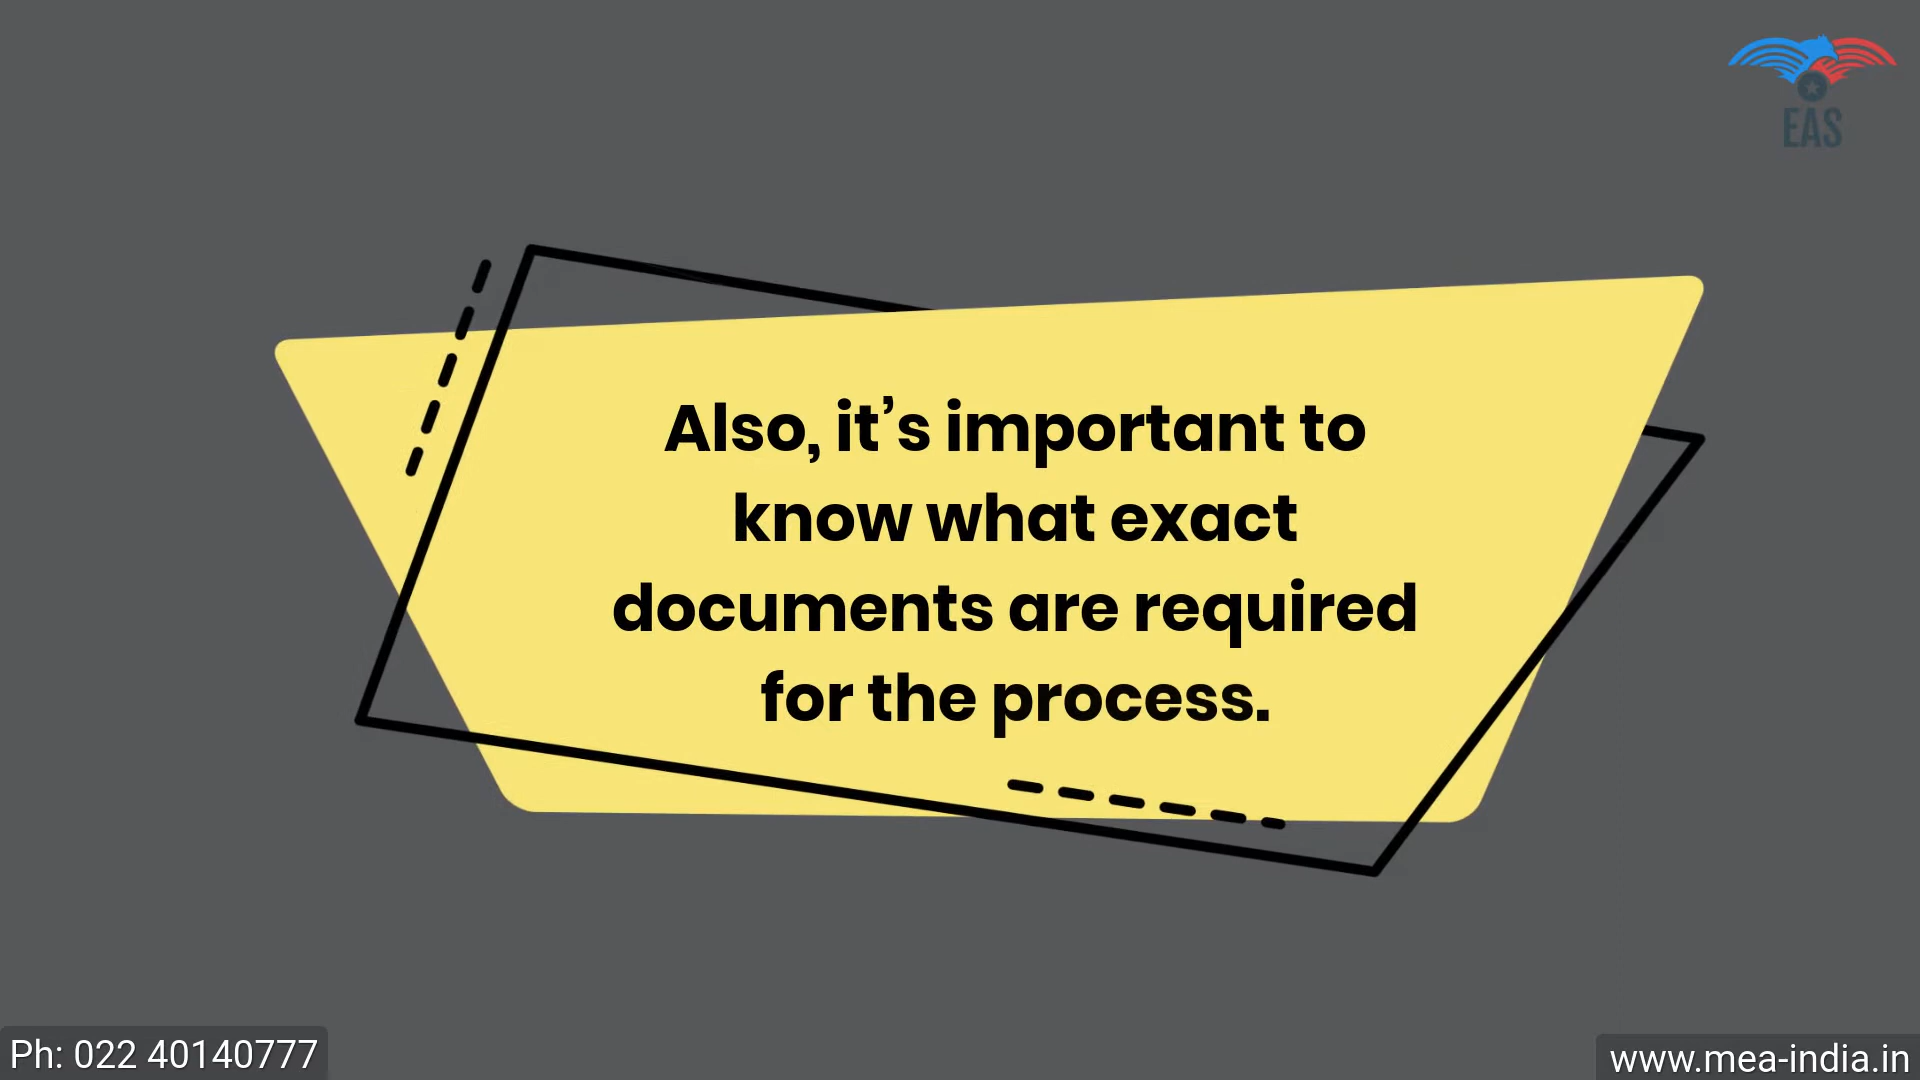 EAS
Also, it’s important to
know what exact
documents are required
for the process.
Ph: 022 40140777
www.mea-india.in